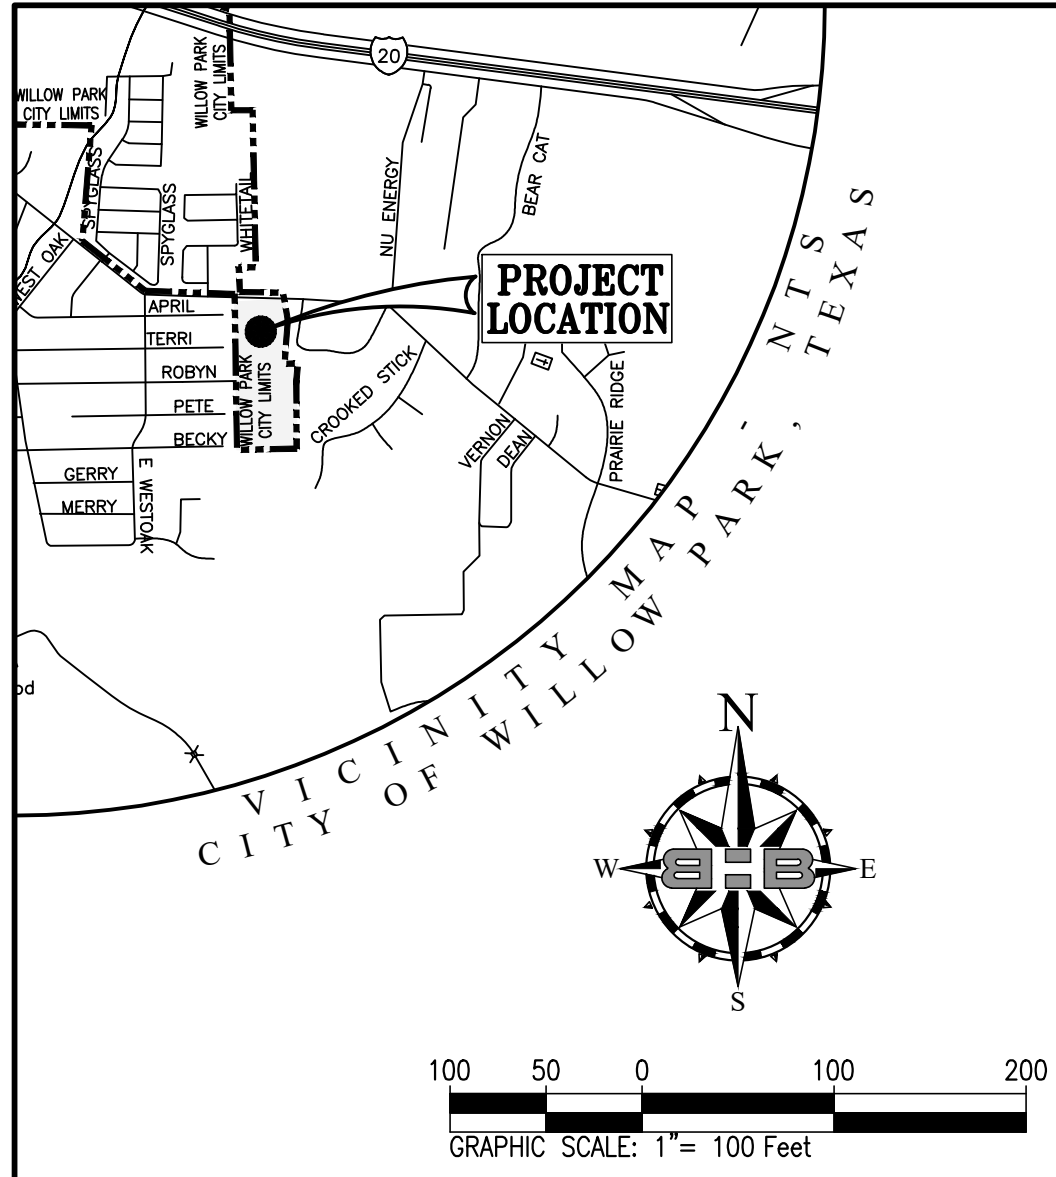 20
WILLOW PARK
CITY LIMITS
WILLOW PARK
CITY LIMITS
SPYGLASS
SPYGLASS
WHITETAIL
NU ENERGY
BEAR CAT
PROJECT
LOCATION
APRIL
TERRI
ROBYN
PETE
BECKY
GERRY
MERRY
E WESTOAK
WILLOW PARK
CITY LIMITS
CROOKED STICK
VERNON
DEAN
PRAIRIE RIDGE
VICINITY MAP - NTS
CITY OF WILLOW PARK, TEXAS
N
W
E
S
BHB
100 50 0 100 200
GRAPHIC SCALE: 1"= 100 Feet